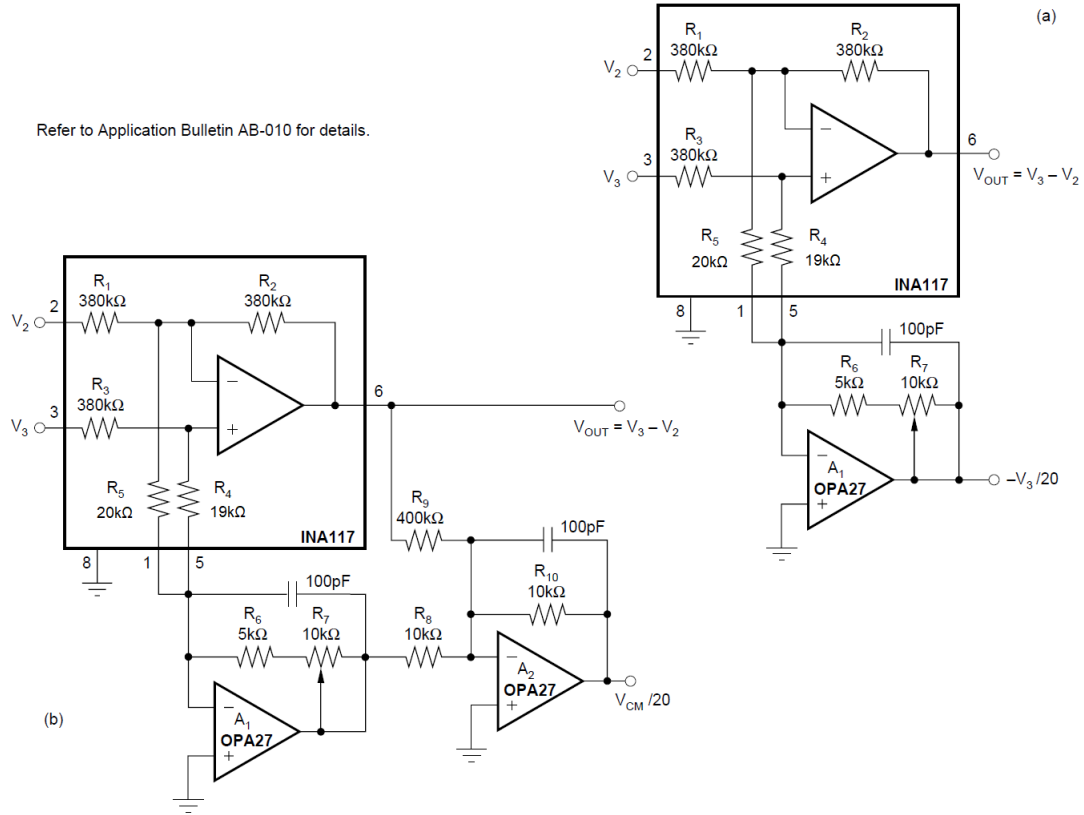 (a)
R1
380kΩ
R2
380kΩ
2
V2
R3
380kΩ
3
V3
−
+
6
VOUT = V3 – V2
R5
20kΩ
R4
19kΩ
INA117
8
1
5
100pF
R6
5kΩ
R7
10kΩ
−
+
A1
OPA27
–V3 /20
Refer to Application Bulletin AB-010 for details.
R1
380kΩ
R2
380kΩ
2
V2
R3
380kΩ
3
V3
−
+
6
VOUT = V3 – V2
R5
20kΩ
R4
19kΩ
INA117
8
1
5
R9
400kΩ
100pF
100pF
R6
5kΩ
R7
10kΩ
R8
10kΩ
R10
10kΩ
−
+
A2
OPA27
VCM /20
(b)
−
+
A1
OPA27